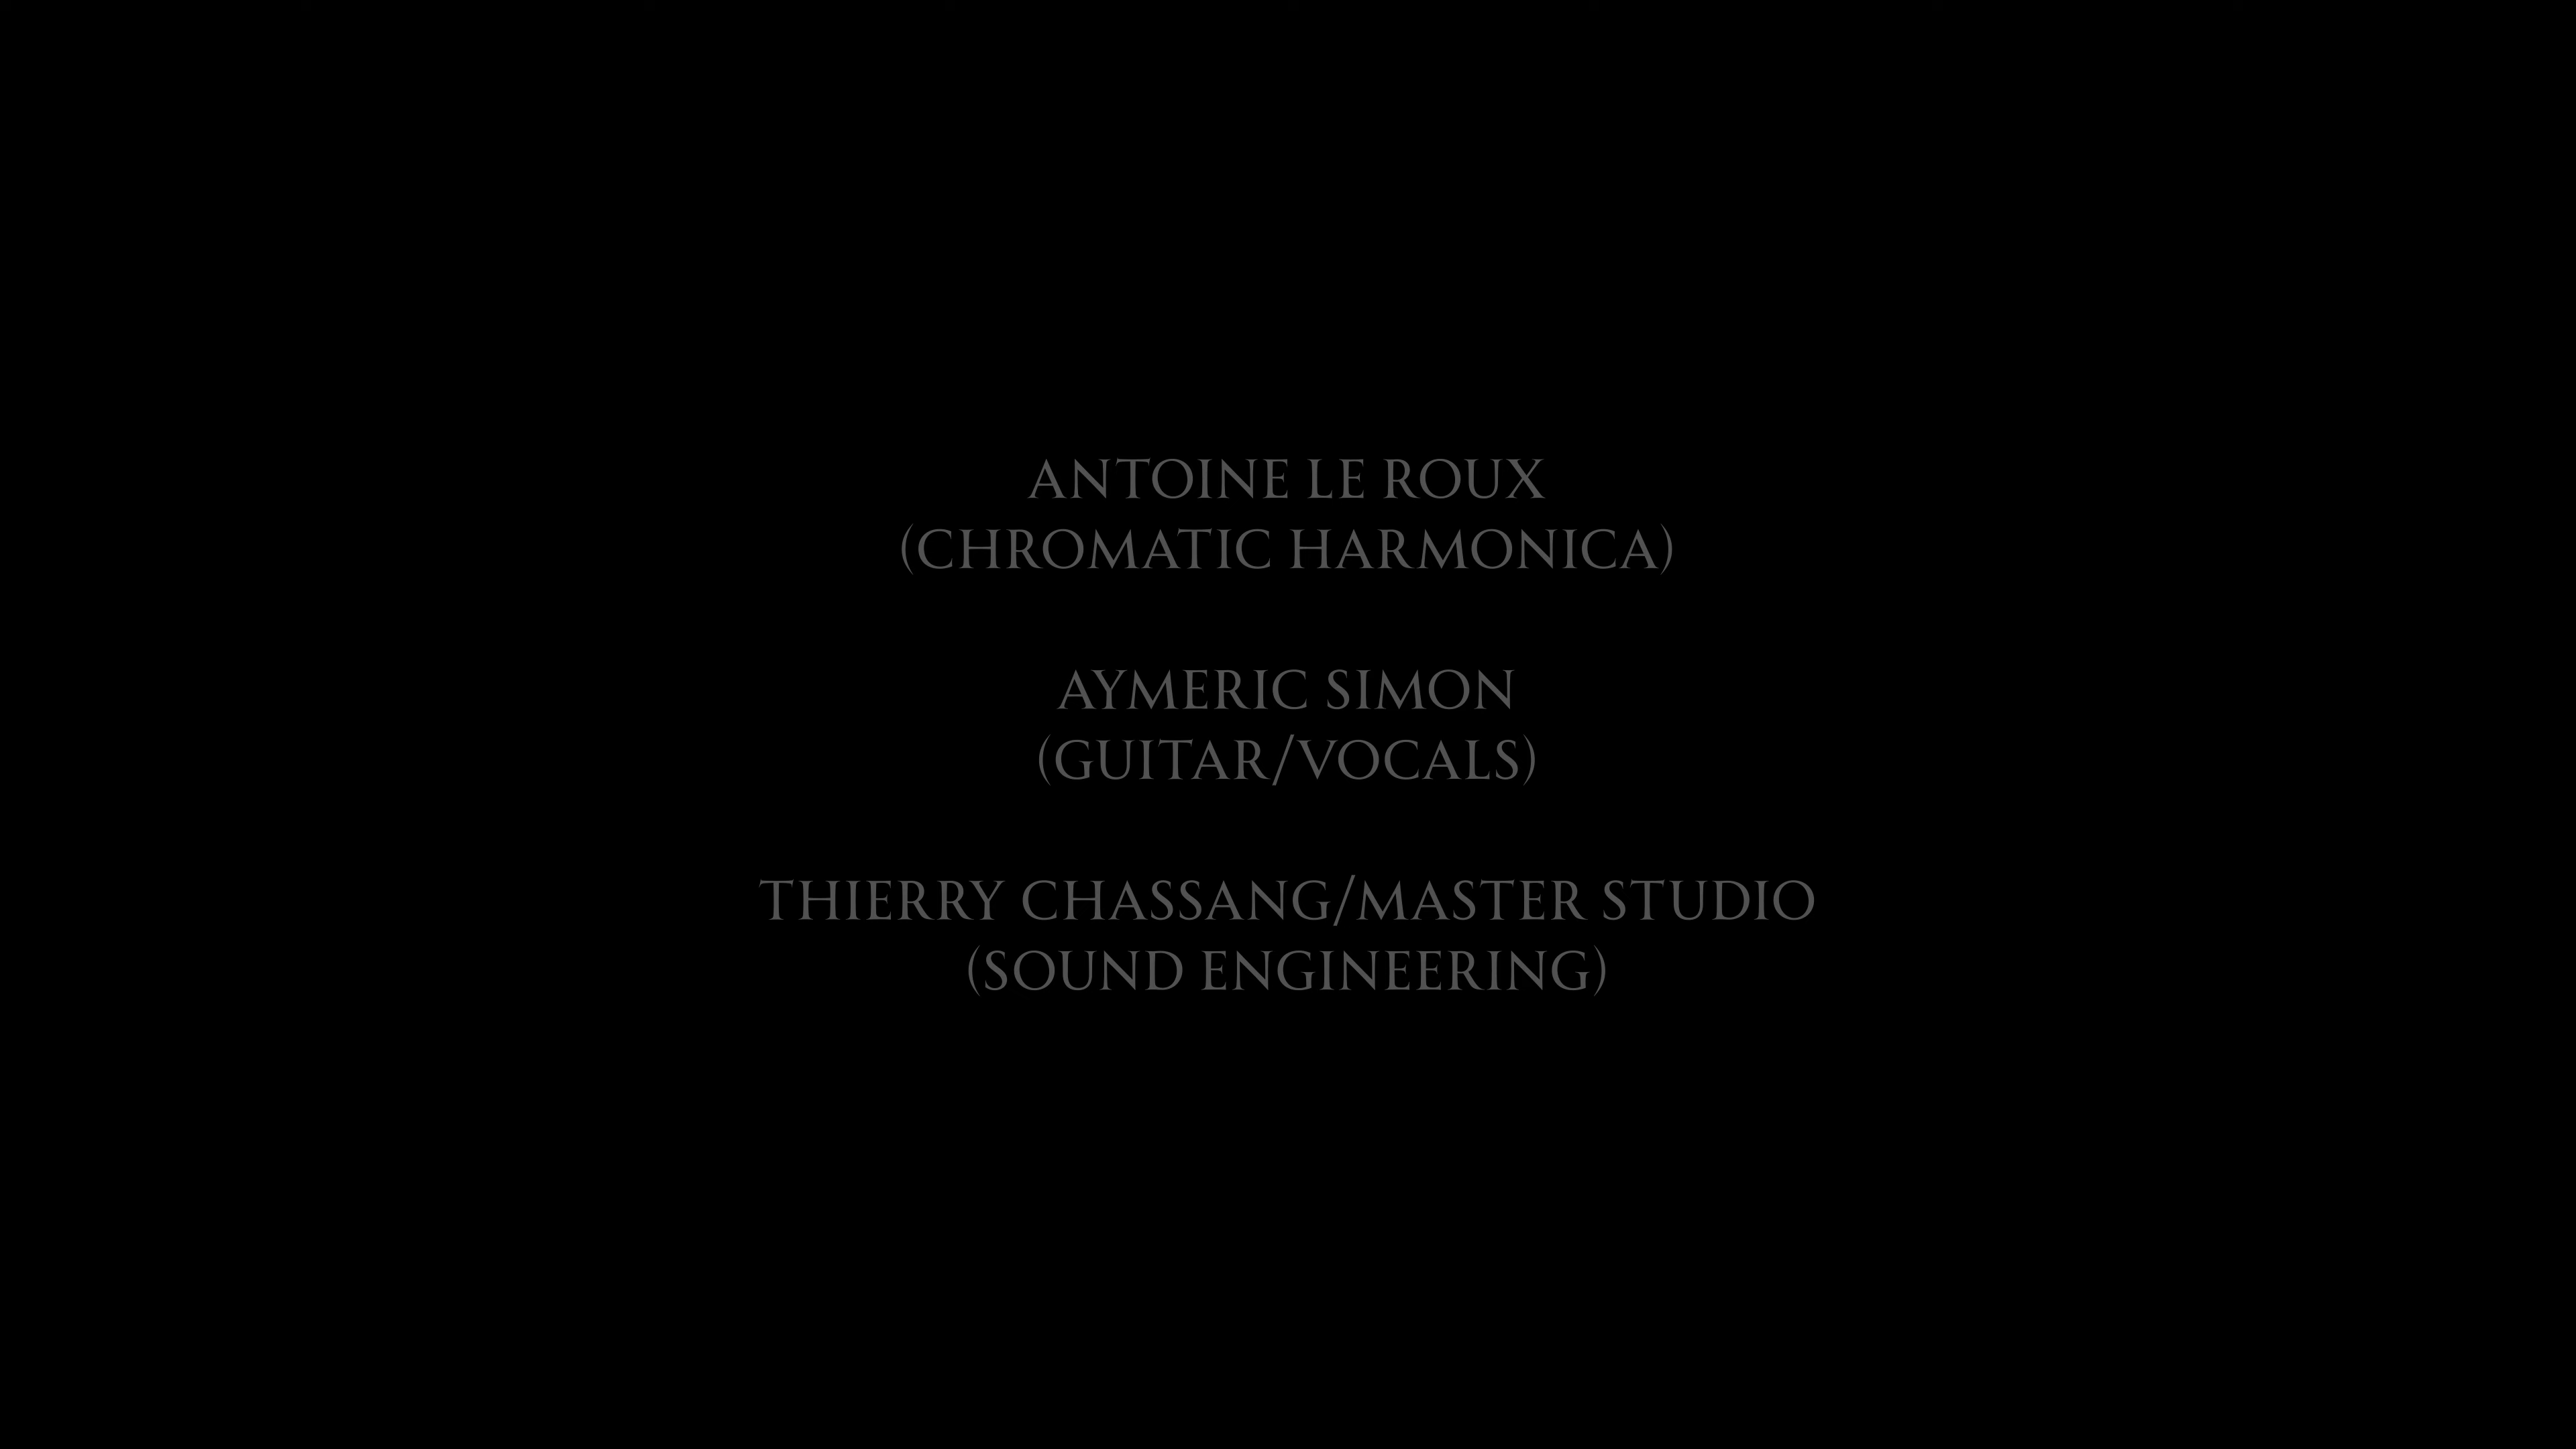 ANTOINE LE ROUX
(CHROMATIC HARMONICA)
AYMERIC SIMON
(GUITAR/VOCALS)
THIERRY CHASSANG/MASTER STUDIO
(SOUND ENGINEERING)